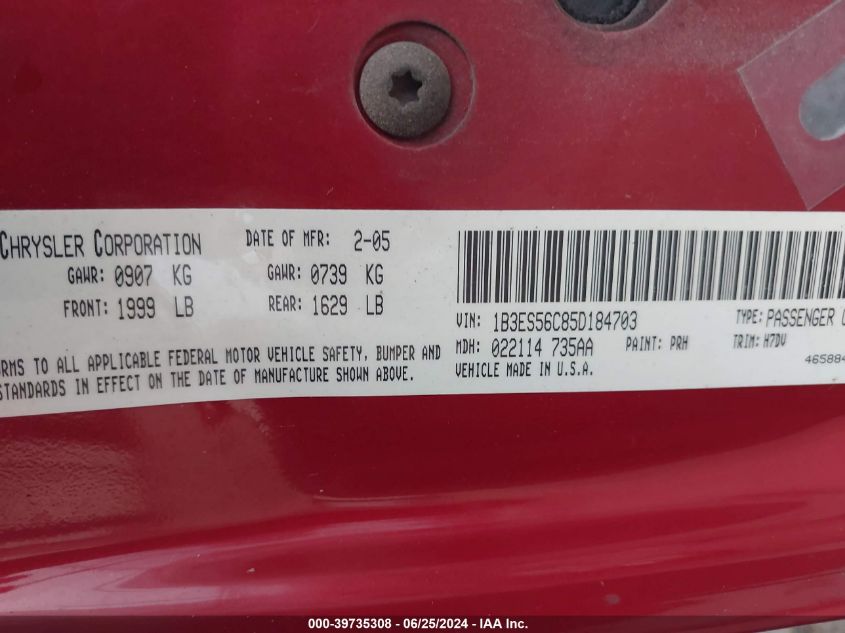 CHRYSLER CORPORATION DATE OF MFR: 2-05
GAWR: 0907 KG GAWR: 0739 KG
FRONT: 1999 LB REAR: 1629 LB
RMS TO ALL APPLICABLE FEDERAL MOTOR VEHICLE SAFETY, BUMPER AND
STANDARDS IN EFFECT ON THE DATE OF MANUFACTURE SHOWN ABOVE.
VIN: 1B3ES56C85D184703 TYPE: PASSENGER
MDH: 022114 735AA PAINT: PRH TRIM: H7DV
VEHICLE MADE IN U.S.A. 46588
000-39735308 - 06/25/2024 - IAA Inc.